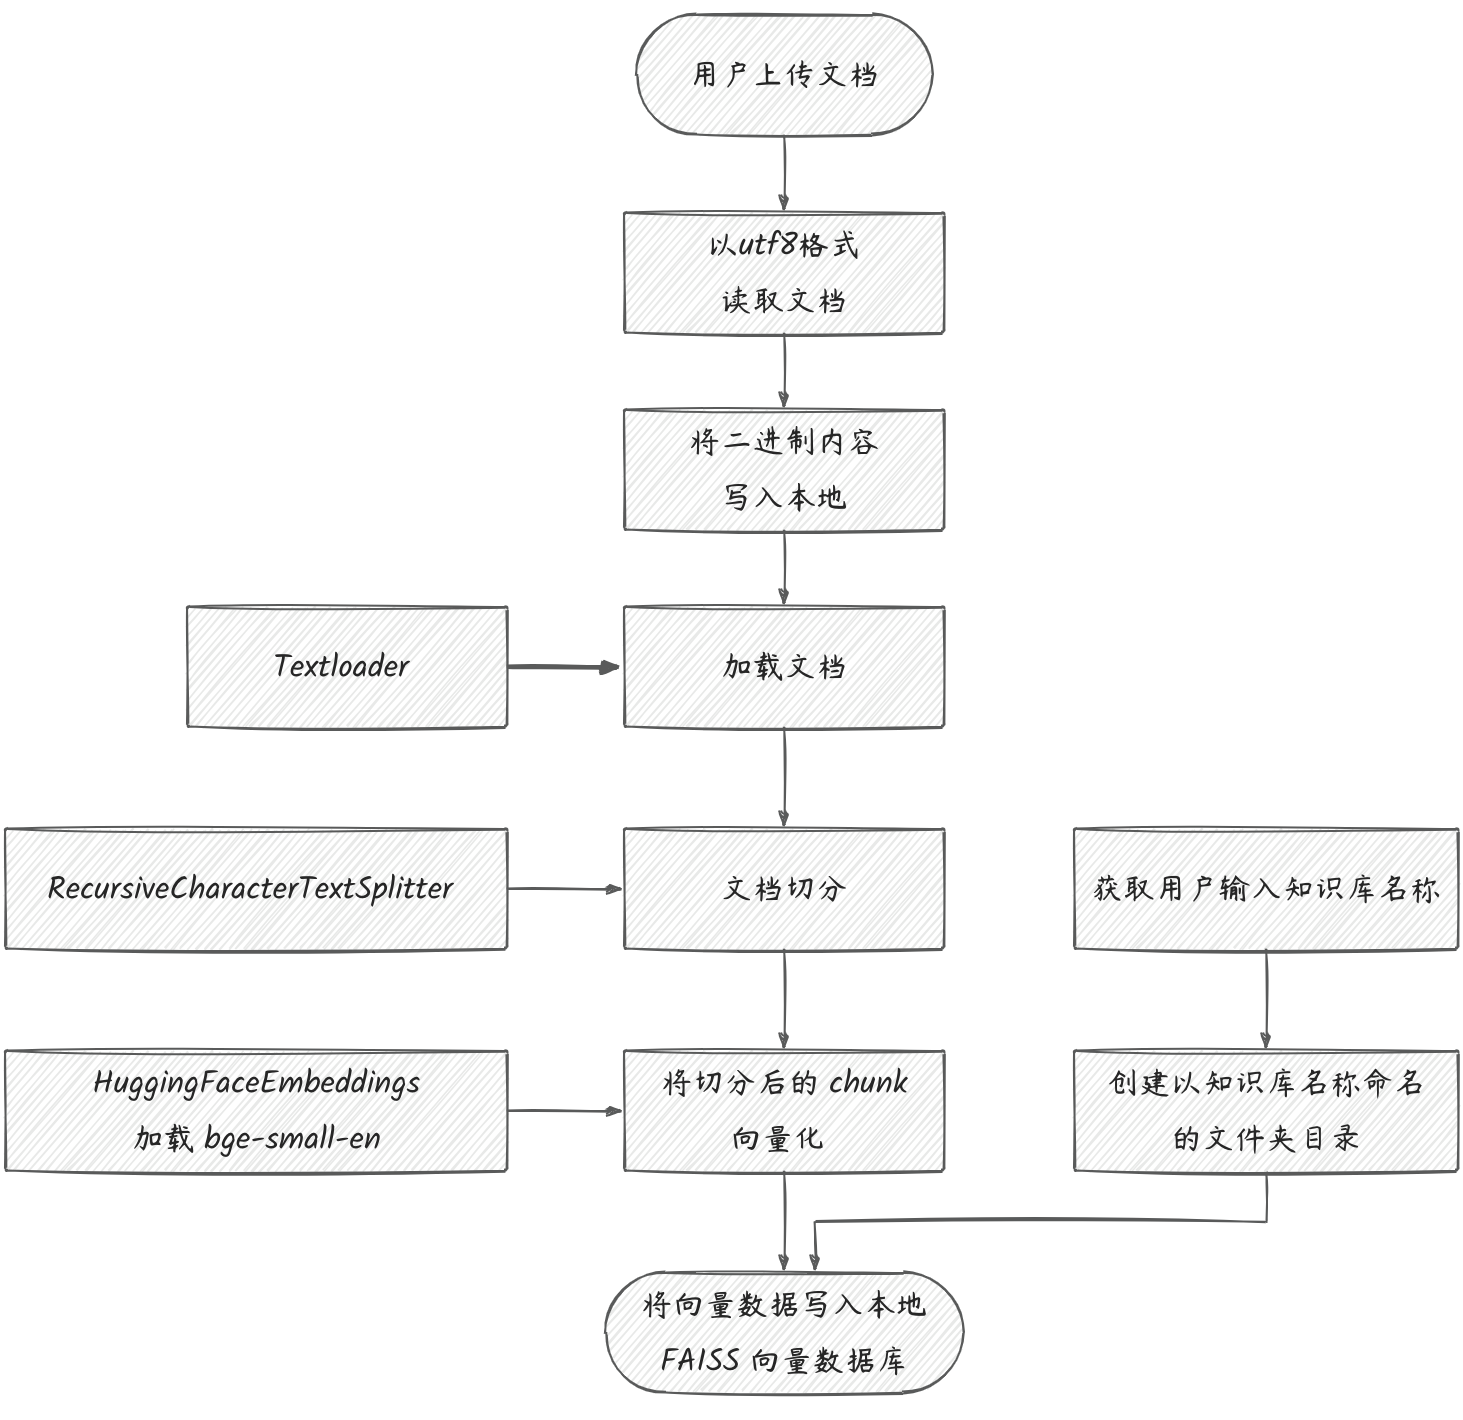 用户上传文档
以utf8格式
读取文档
将二进制内容
写入本地
Textloader
加载文档
RecursiveCharacterTextSplitter
文档切分
获取用户输入知识库名称
HuggingFaceEmbeddings
加载 bge-small-en
将切分后的 chunk
向量化
创建以知识库名称命名
的文件夹目录
将向量数据写入本地
FAISS 向量数据库